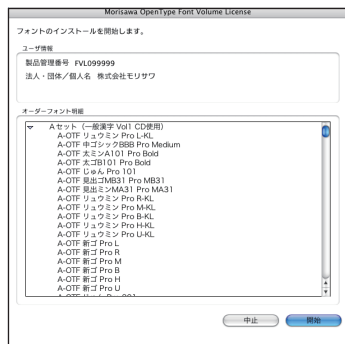 Morisawa OpenType Font Volume License
フォントのインストールを開始します。
ユーザ情報
製品管理番号 FVL099999
法人・団体／個人名 株式会社モリサワ
オーダーフォント明細
Aセット（一般漢字 Vol1 CD使用）
A-OTF リュウミン Pro L-KL
A-OTF 中ゴシックBBB Pro Medium
A-OTF 太ミンA101 Pro Bold
A-OTF 太ゴB101 Pro Bold
A-OTF じゅん Pro 101
A-OTF 見出ゴMB31 Pro MB31
A-OTF 見出ミンMA31 Pro MA31
A-OTF リュウミン Pro R-KL
A-OTF リュウミン Pro M-KL
A-OTF リュウミン Pro B-KL
A-OTF リュウミン Pro H-KL
A-OTF リュウミン Pro U-KL
A-OTF 新ゴ Pro L
A-OTF 新ゴ Pro R
A-OTF 新ゴ Pro M
A-OTF 新ゴ Pro B
A-OTF 新ゴ Pro H
A-OTF 新ゴ Pro U
中止
開始